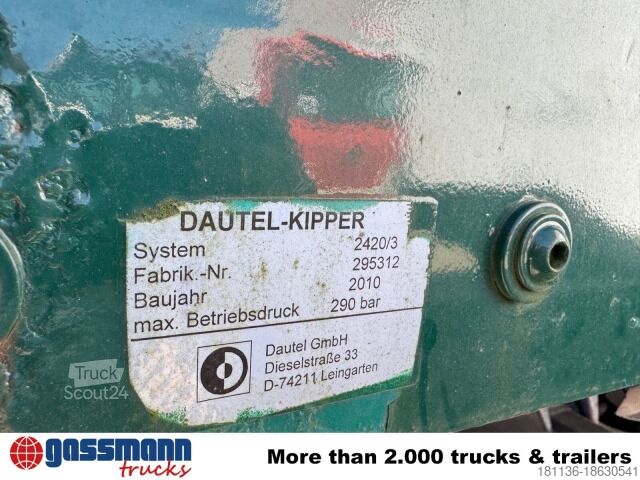 DAUTEL-KIPPER
System 2420/3
Fabrik.-Nr. 295312
Baujahr 2010
max. Betriebsdruck 290 bar
Dautel GmbH
Dieselstraße 33
D-74211 Leingarten
Truck
Scout24
gassmann
trucks
More than 2.000 trucks & trailers
181136-18630541